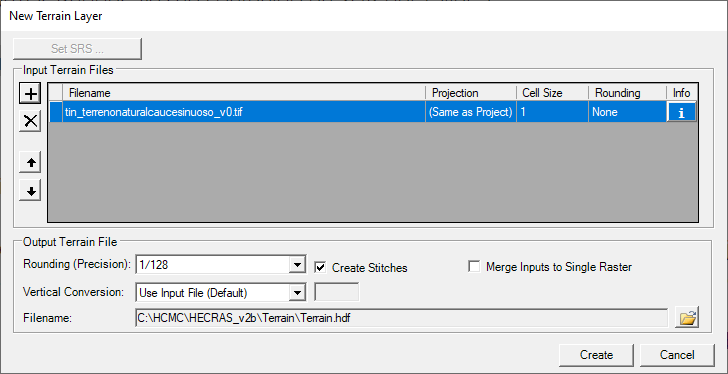 New Terrain Layer
Set SRS ...
Input Terrain Files
Filename Projection Cell Size Rounding Info
tin_terrenonaturalcaucesinuoso_v0.tif (Same as Project) 1 None i
Output Terrain File
Rounding (Precision): 1/128 Create Stitches Merge Inputs to Single Raster
Vertical Conversion: Use Input File (Default)
Filename: C:\HCMC\HECRAS_v2b\Terrain\Terrain.hdf
Create Cancel